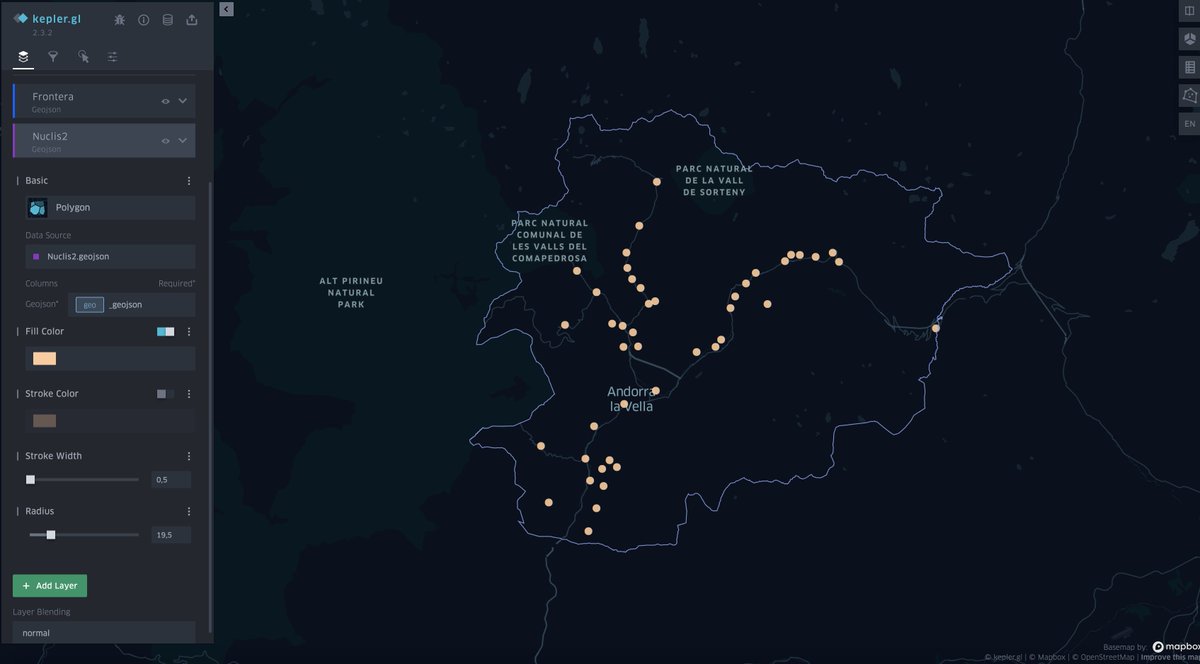 kepler.gl
2.3.2
Frontera
Geojson
Nuclis2
Geojson
Basic
Polygon
Data Source
Nuclis2.geojson
Columns Required*
Geojson* geo _geojson
Fill Color
Stroke Color
Stroke Width
0,5
Radius
19,5
+ Add Layer
Layer Blending
normal
PARC NATURAL
DE LA VALL
DE SORTENY
PARC NATURAL
COMUNAL DE
LES VALLS DEL
COMAPEDROSA
ALT PIRINEU
NATURAL
PARK
Andorra
la Vella
EN
Basemap by: mapbox
© kepler.gl | © Mapbox | © OpenStreetMap | Improve this map